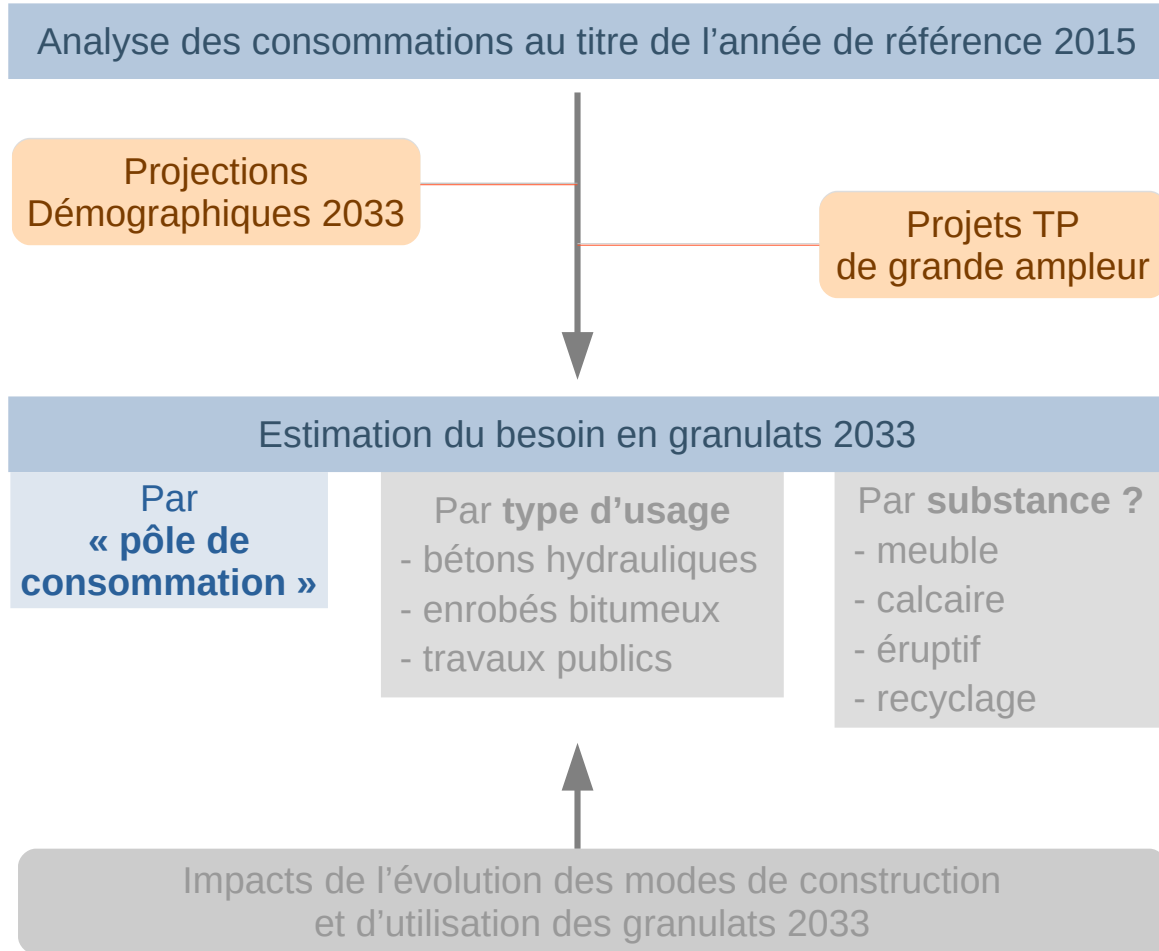 Analyse des consommations au titre de l’année de référence 2015
Projections
Démographiques 2033
Projets TP
de grande ampleur
Estimation du besoin en granulats 2033
Par
« pôle de
consommation »
Par type d’usage
- bétons hydrauliques
- enrobés bitumeux
- travaux publics
Par substance ?
- meuble
- calcaire
- éruptif
- recyclage
Impacts de l’évolution des modes de construction
et d’utilisation des granulats 2033